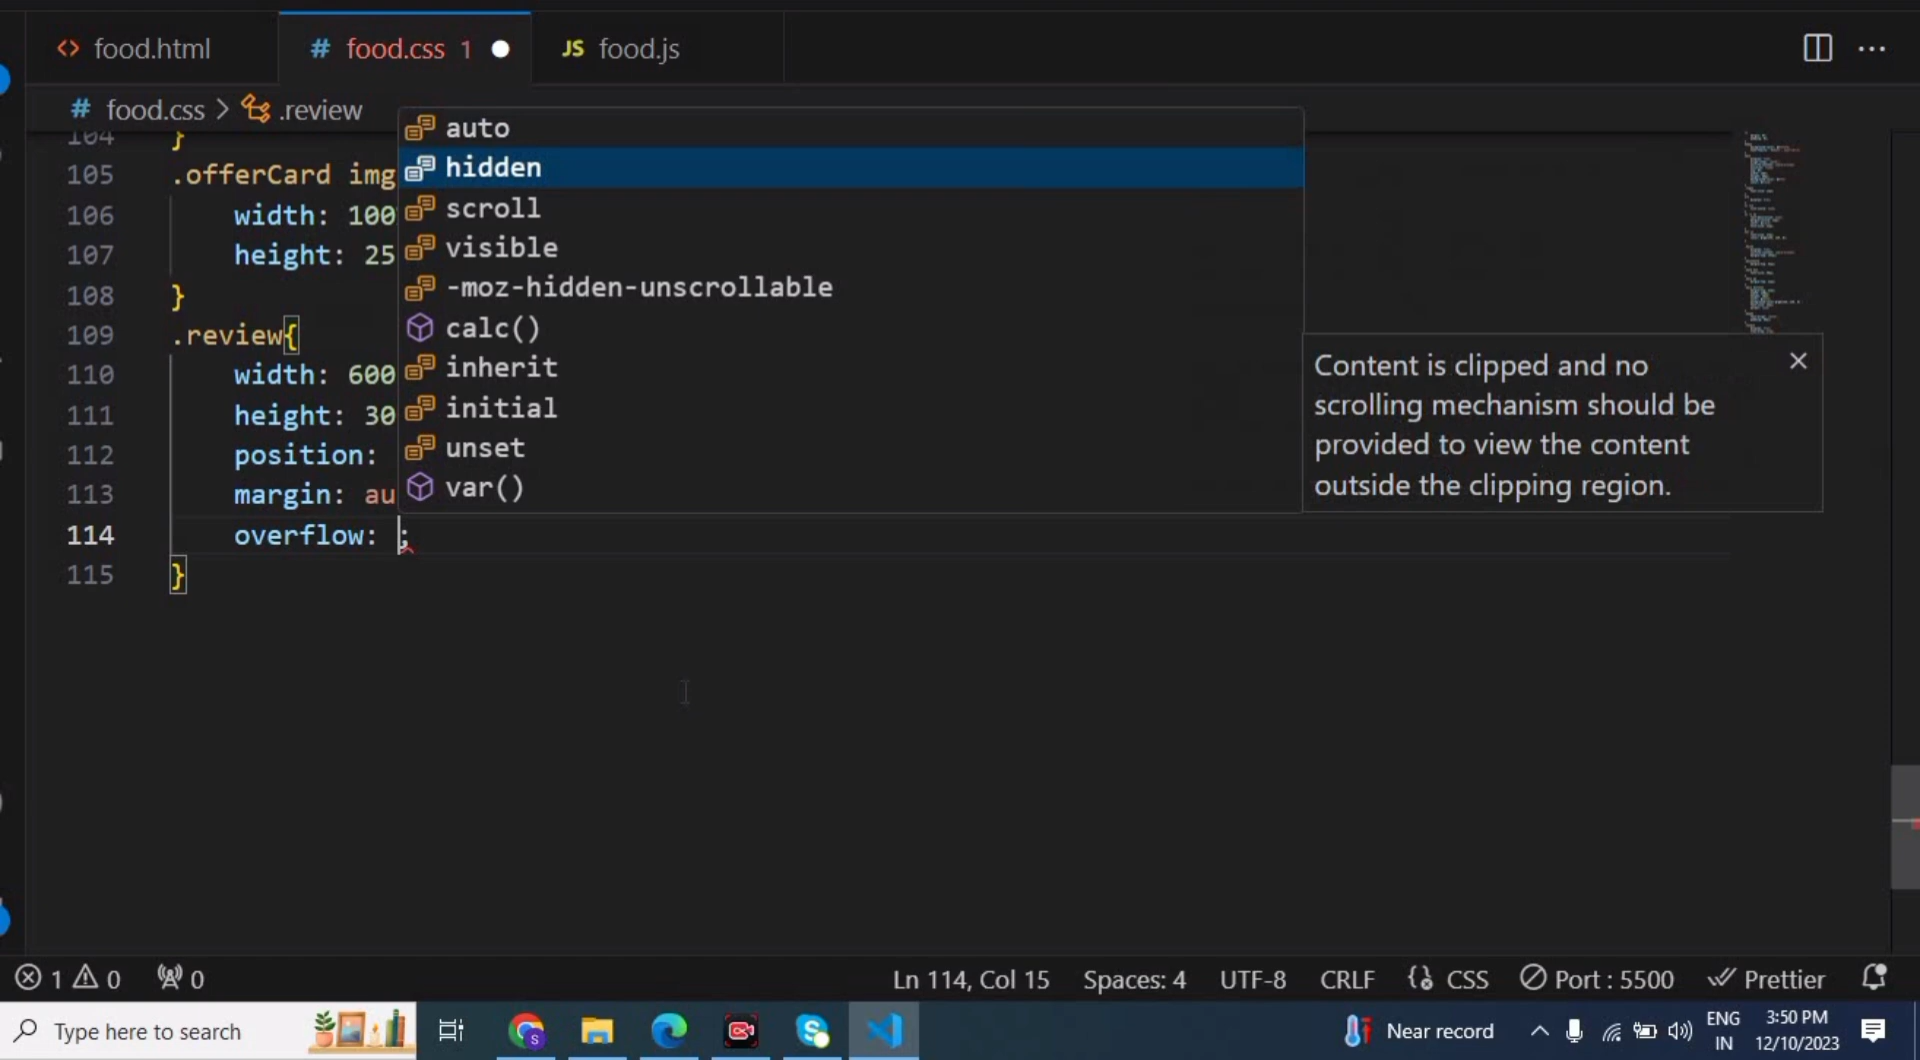 <> food.html # food.css 1 JS food.js
# food.css > .review
104 }
105 .offerCard img
106 width: 100
107 height: 25
108 }
109 .review{
110 width: 600
111 height: 30
112 position:
113 margin: au
114 overflow: ;
115 }
auto
hidden
scroll
visible
-moz-hidden-unscrollable
calc()
inherit
initial
unset
var()
Content is clipped and no
scrolling mechanism should be
provided to view the content
outside the clipping region.
1 0 0 Ln 114, Col 15 Spaces: 4 UTF-8 CRLF CSS Port : 5500 Prettier
Type here to search Near record ENG 3:50 PM
IN 12/10/2023